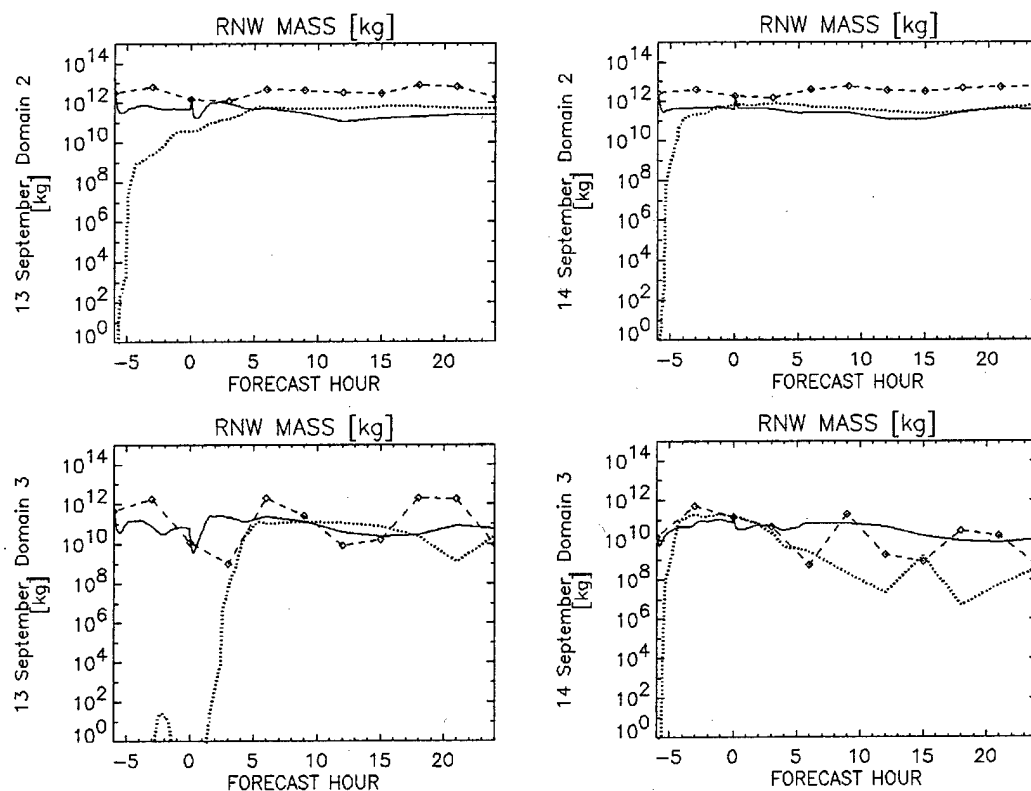 RNW MASS [kg]
13 September, Domain 2
[kg]
10^14
10^12
10^10
10^8
10^6
10^4
10^2
10^0
-5 0 5 10 15 20
FORECAST HOUR
RNW MASS [kg]
14 September, Domain 2
[kg]
10^14
10^12
10^10
10^8
10^6
10^4
10^2
10^0
-5 0 5 10 15 20
FORECAST HOUR
RNW MASS [kg]
13 September, Domain 3
[kg]
10^14
10^12
10^10
10^8
10^6
10^4
10^2
10^0
-5 0 5 10 15 20
FORECAST HOUR
RNW MASS [kg]
14 September, Domain 3
[kg]
10^14
10^12
10^10
10^8
10^6
10^4
10^2
10^0
-5 0 5 10 15 20
FORECAST HOUR